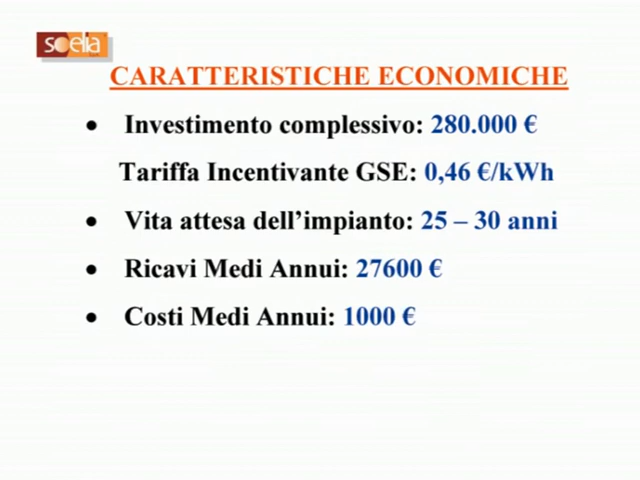 scelia
CARATTERISTICHE ECONOMICHE
• Investimento complessivo: 280.000 €
Tariffa Incentivante GSE: 0,46 €/kWh
• Vita attesa dell’impianto: 25 – 30 anni
• Ricavi Medi Annui: 27600 €
• Costi Medi Annui: 1000 €